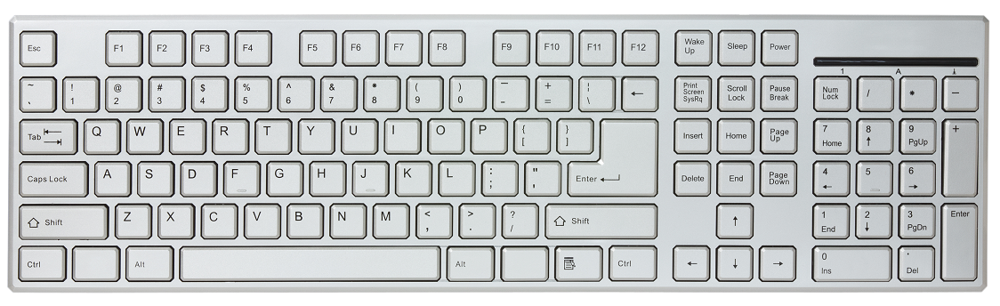 Esc F1 F2 F3 F4 F5 F6 F7 F8 F9 F10 F11 F12 Wake Up Sleep Power
1 A
~ ` ! 1 @ 2 # 3 $ 4 % 5 ^ 6 & 7 * 8 ( 9 ) 0 — - + = ¦ \ ← Print Screen SysRq Scroll Lock Pause Break Num Lock / * −
Tab Q W E R T Y U I O P { [ } ] Insert Home Page Up 7 Home 8 ↑ 9 PgUp +
Caps Lock A S D F G H J K L : ; " ' Enter Delete End Page Down 4 ← 5 6 →
Shift Z X C V B N M < , > . ? / Shift ↑ 1 End 2 ↓ 3 PgDn Enter
Ctrl Alt Alt Ctrl ← ↓ → 0 Ins . Del